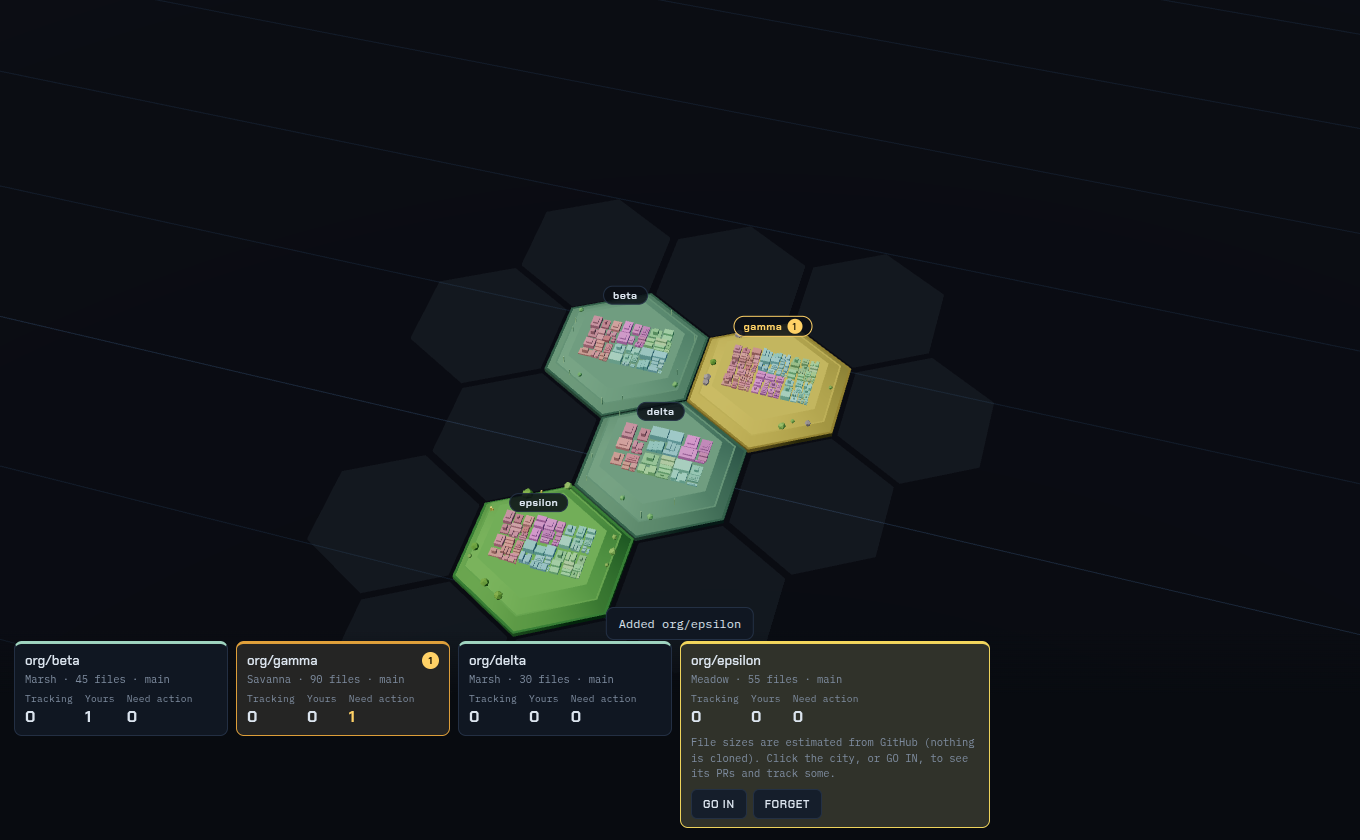 beta
gamma 1
delta
epsilon
Added org/epsilon
org/beta
Marsh · 45 files · main
Tracking Yours Need action
0 1 0
org/gamma 1
Savanna · 90 files · main
Tracking Yours Need action
0 0 1
org/delta
Marsh · 30 files · main
Tracking Yours Need action
0 0 0
org/epsilon
Meadow · 55 files · main
Tracking Yours Need action
0 0 0
File sizes are estimated from GitHub (nothing
is cloned). Click the city, or GO IN, to see
its PRs and track some.
GO IN FORGET